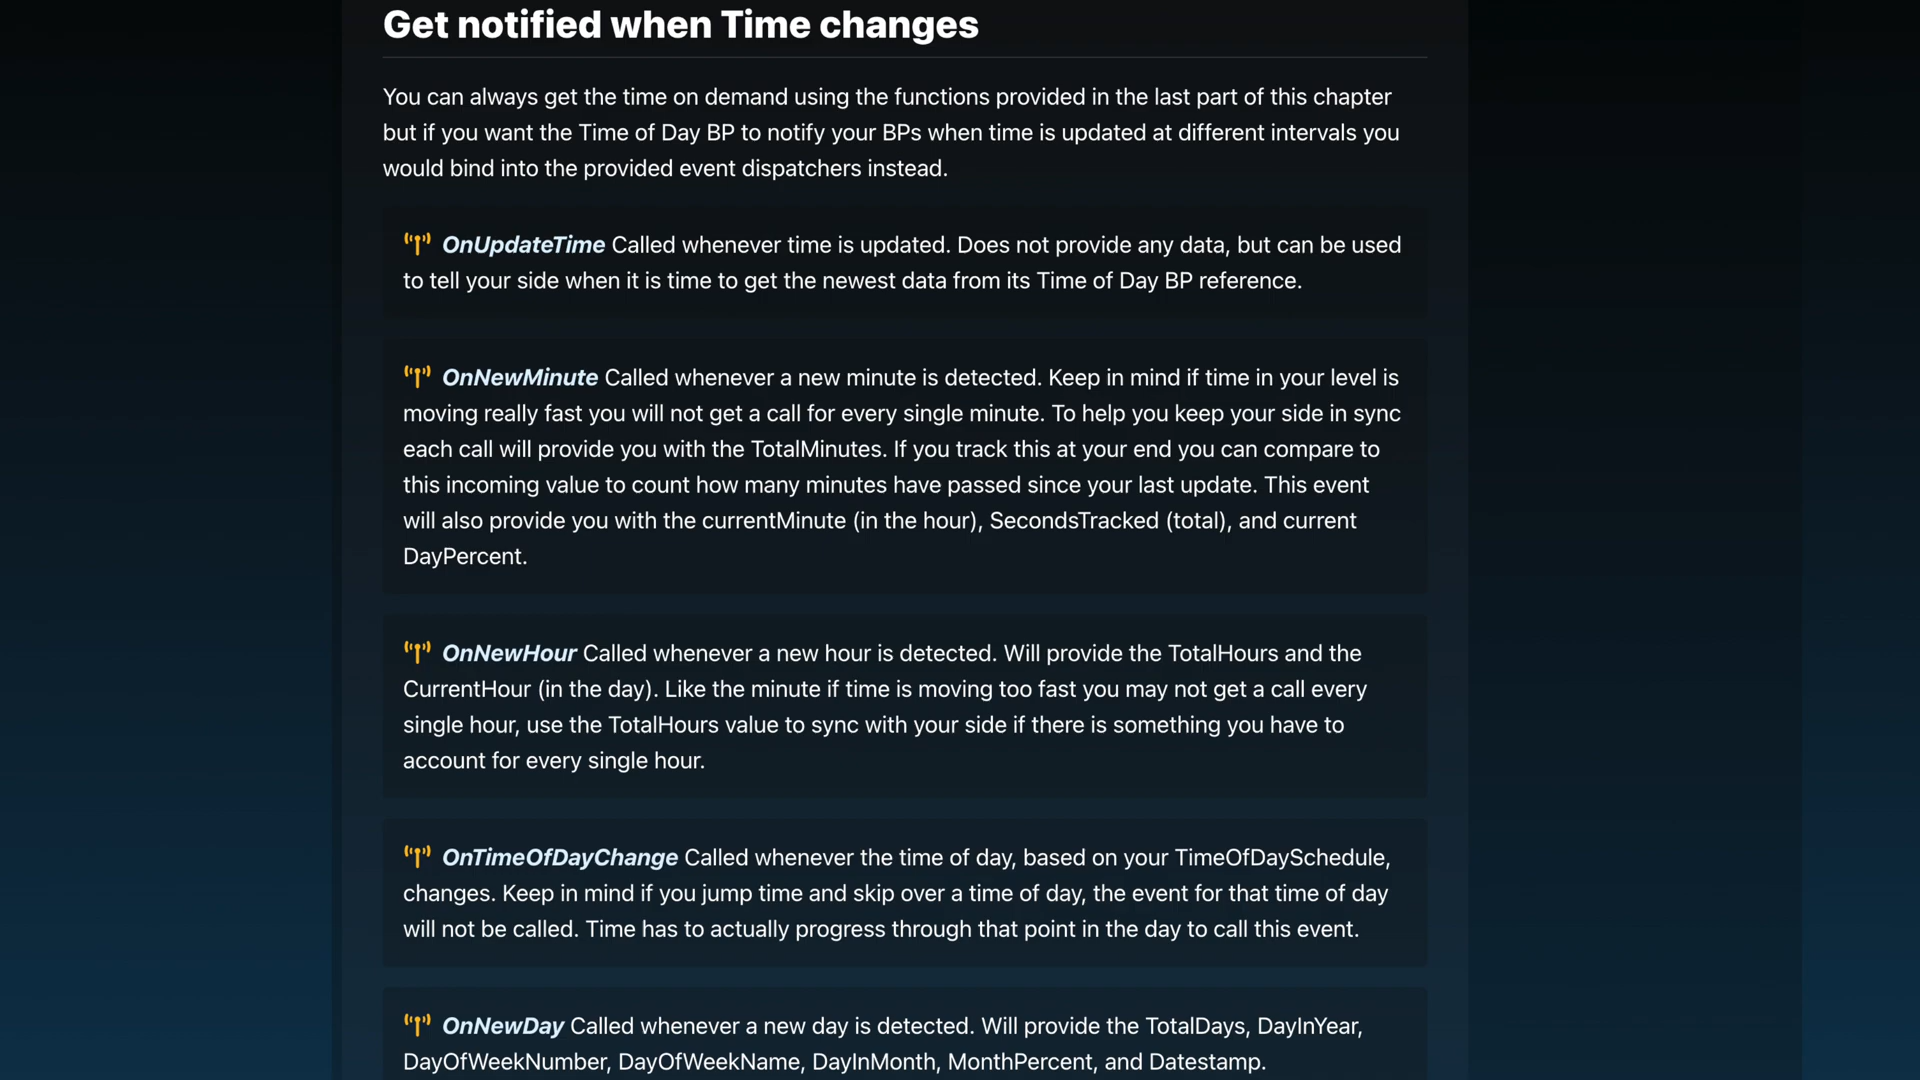 Get notified when Time changes
You can always get the time on demand using the functions provided in the last part of this chapter
but if you want the Time of Day BP to notify your BPs when time is updated at different intervals you
would bind into the provided event dispatchers instead.
OnUpdateTime Called whenever time is updated. Does not provide any data, but can be used
to tell your side when it is time to get the newest data from its Time of Day BP reference.
OnNewMinute Called whenever a new minute is detected. Keep in mind if time in your level is
moving really fast you will not get a call for every single minute. To help you keep your side in sync
each call will provide you with the TotalMinutes. If you track this at your end you can compare to
this incoming value to count how many minutes have passed since your last update. This event
will also provide you with the currentMinute (in the hour), SecondsTracked (total), and current
DayPercent.
OnNewHour Called whenever a new hour is detected. Will provide the TotalHours and the
CurrentHour (in the day). Like the minute if time is moving too fast you may not get a call every
single hour, use the TotalHours value to sync with your side if there is something you have to
account for every single hour.
OnTimeOfDayChange Called whenever the time of day, based on your TimeOfDaySchedule,
changes. Keep in mind if you jump time and skip over a time of day, the event for that time of day
will not be called. Time has to actually progress through that point in the day to call this event.
OnNewDay Called whenever a new day is detected. Will provide the TotalDays, DayInYear,
DayOfWeekNumber, DayOfWeekName, DayInMonth, MonthPercent, and Datestamp.